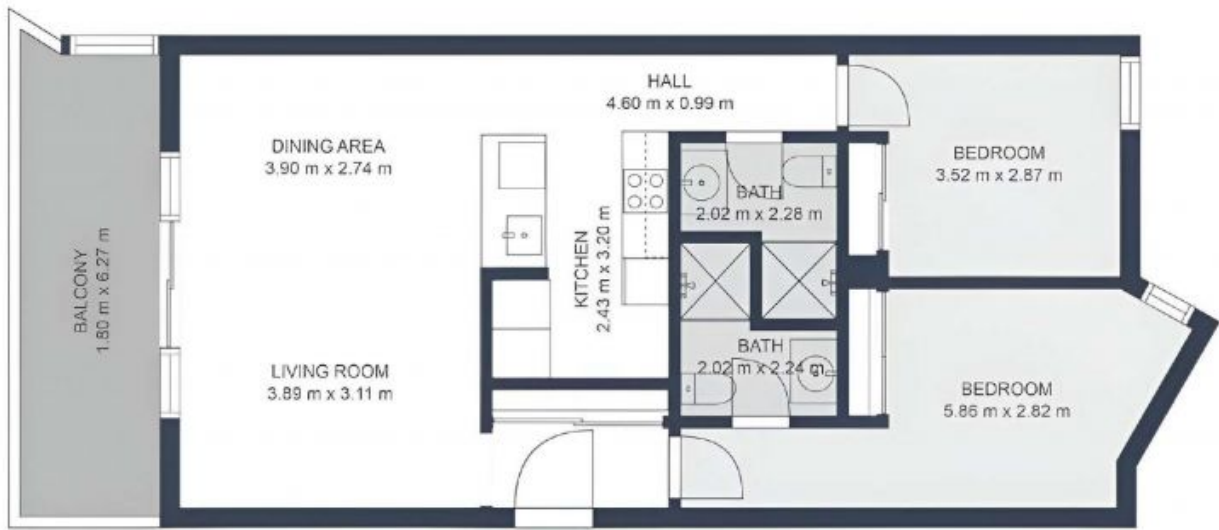 HALL
4.60 m x 0.99 m
DINING AREA
3.90 m x 2.74 m
BEDROOM
3.52 m x 2.87 m
BATH
2.02 m x 2.28 m
BALCONY
1.80 m x 6.27 m
KITCHEN
2.43 m x 3.20 m
LIVING ROOM
3.89 m x 3.11 m
BATH
2.02 m x 2.24 m
BEDROOM
5.86 m x 2.82 m